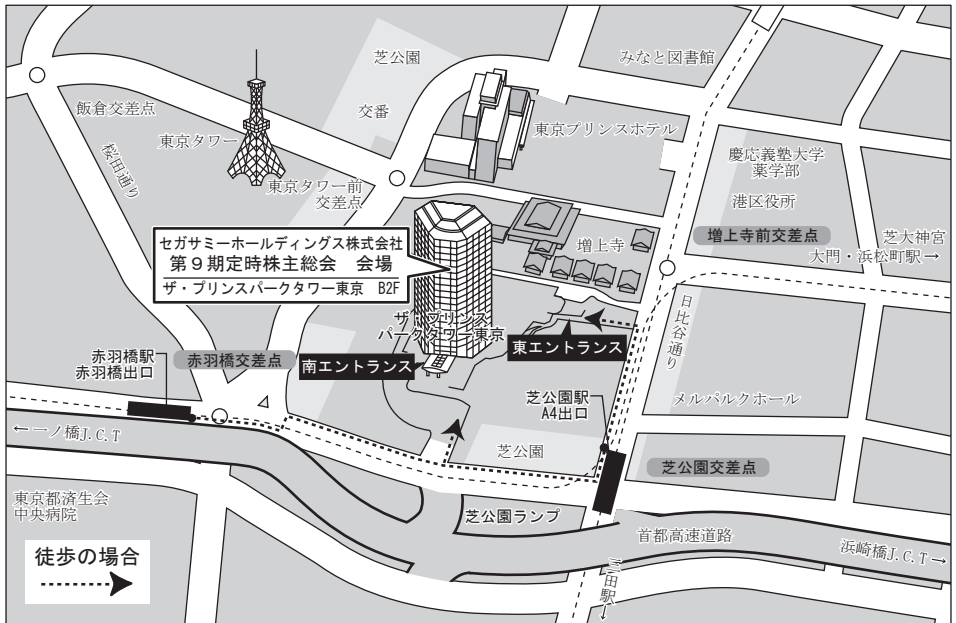 芝公園
みなと図書館
飯倉交差点
交番
東京タワー
東京プリンスホテル
桜田通り
慶応義塾大学
薬学部
東京タワー前
交差点
港区役所
セガサミーホールディングス株式会社
第9期定時株主総会 会場
ザ・プリンスパークタワー東京 B2F
増上寺
増上寺前交差点
芝大神宮
大門・浜松町駅→
日比谷通り
ザ・プリンス
パークタワー東京
東エントランス
南エントランス
赤羽橋駅
赤羽橋出口
赤羽橋交差点
芝公園駅
A4出口
メルパルクホール
←一ノ橋J.C.T
芝公園
芝公園交差点
東京都済生会
中央病院
芝公園ランプ
首都高速道路
浜崎橋J.C.T→
三田駅→
徒歩の場合